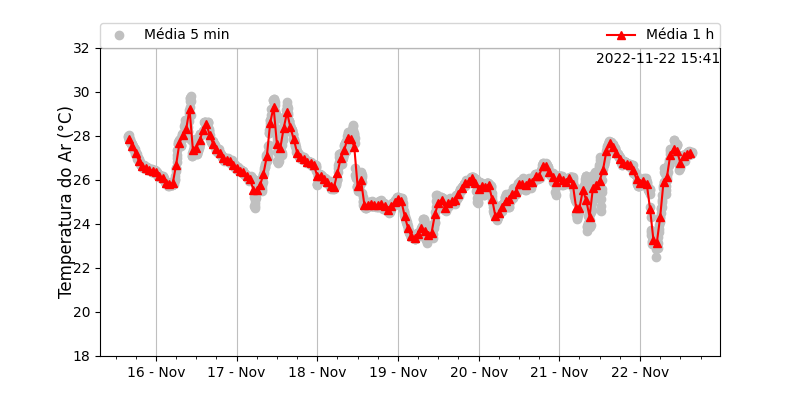 Média 5 min
Média 1 h
2022-11-22 15:41
Temperatura do Ar (°C)
32
30
28
26
24
22
20
18
16 - Nov
17 - Nov
18 - Nov
19 - Nov
20 - Nov
21 - Nov
22 - Nov